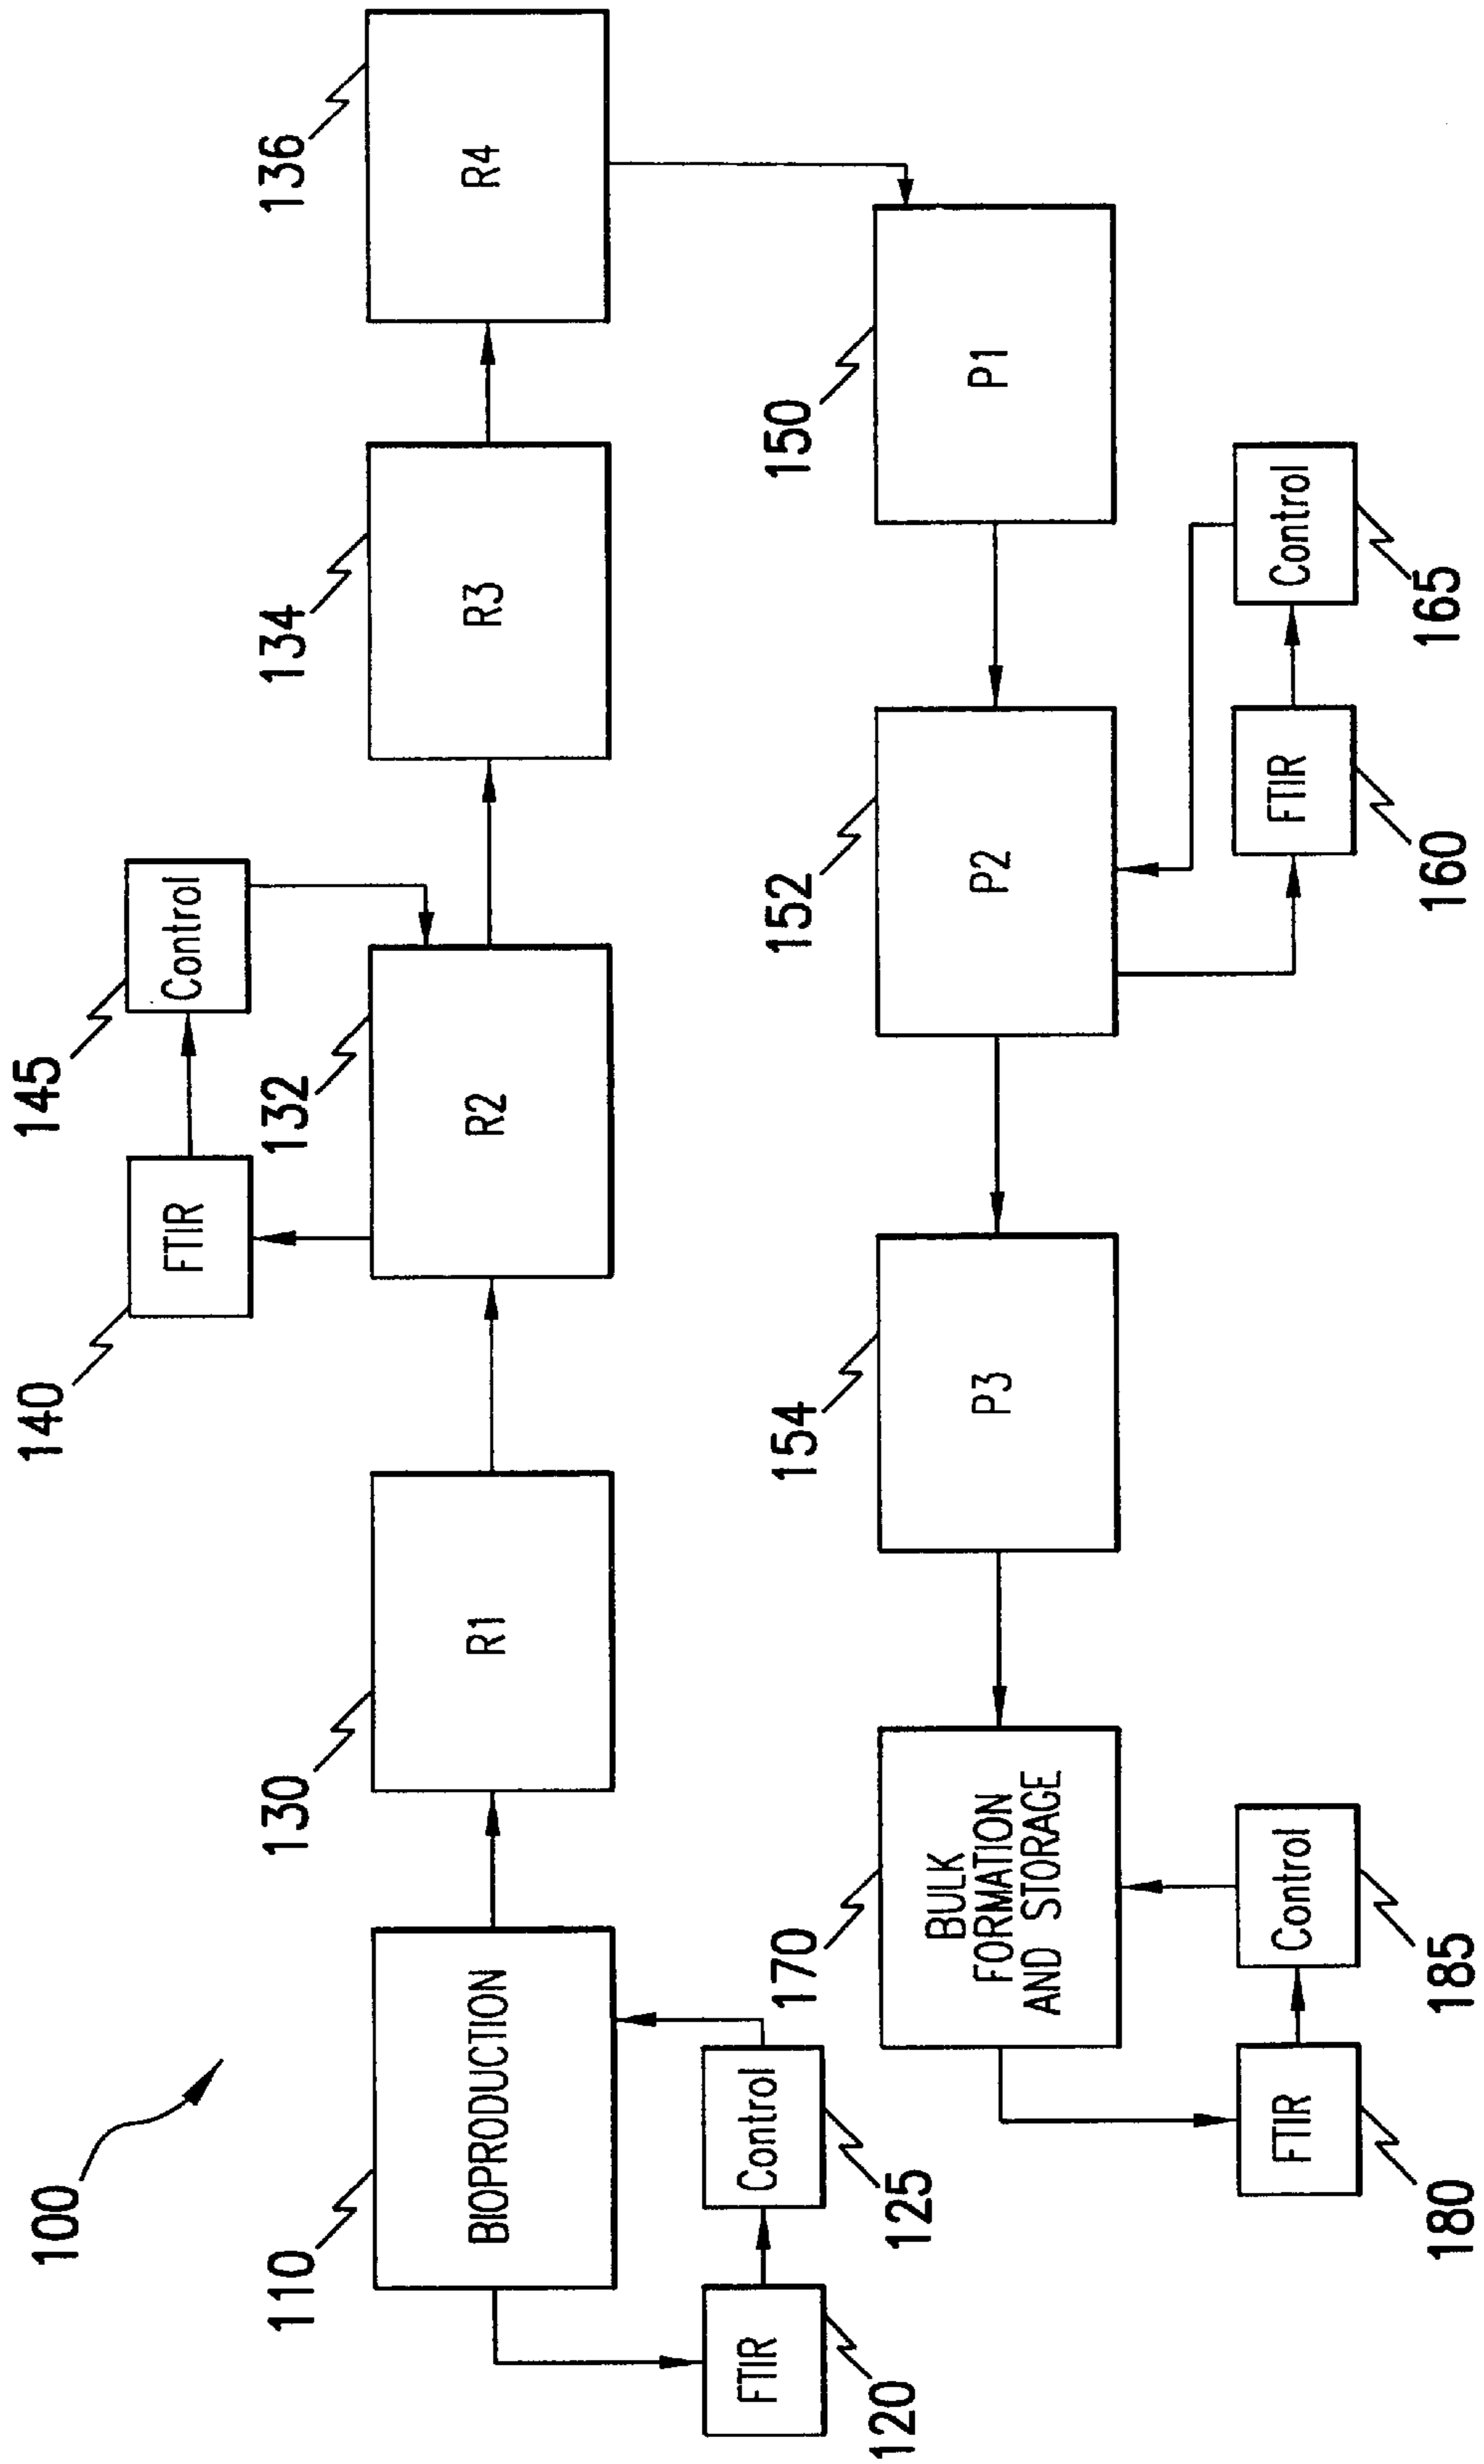 100
110
BIOPRODUCTION
FTIR
120
Control
125
130
R1
140
FTIR
145
Control
132
R2
134
R3
136
R4
150
P1
152
P2
FTIR
160
Control
165
154
P3
170
BULK
FORMATION
AND STORAGE
FTIR
180
Control
185